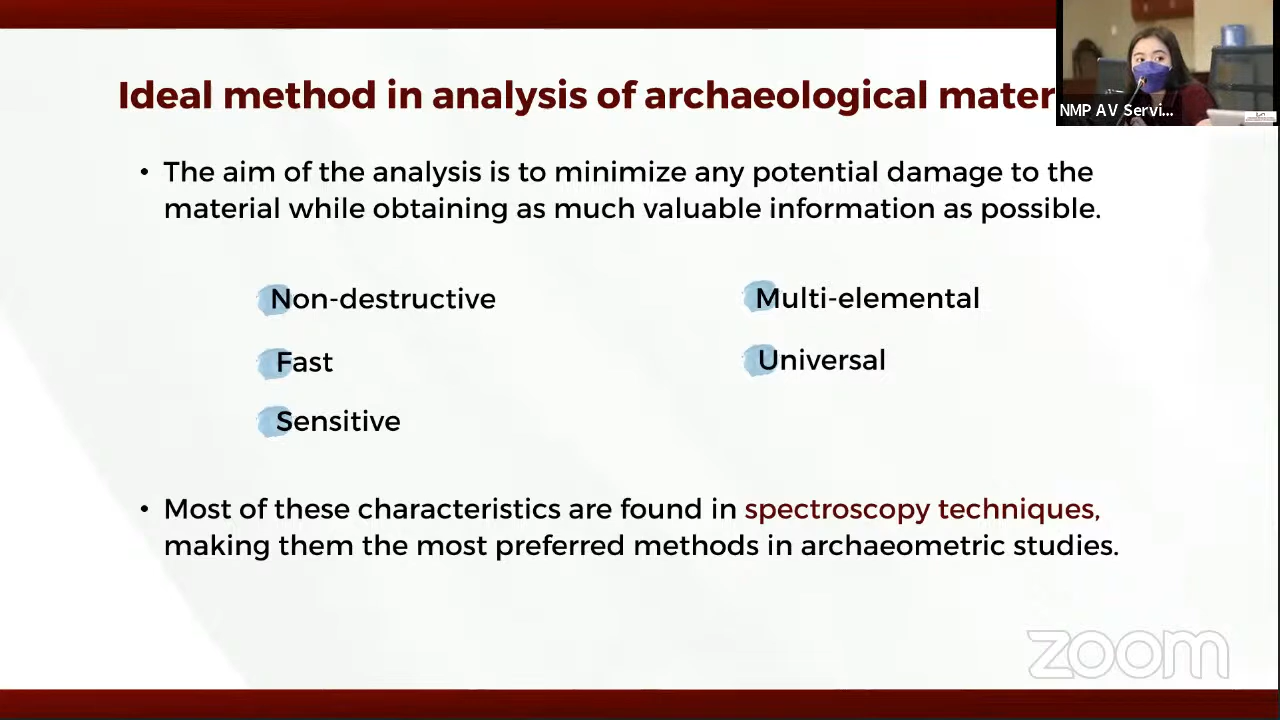 Ideal method in analysis of archaeological mater
NMP AV Servi...
• The aim of the analysis is to minimize any potential damage to the
material while obtaining as much valuable information as possible.
Non-destructive
Multi-elemental
Fast
Universal
Sensitive
• Most of these characteristics are found in spectroscopy techniques,
making them the most preferred methods in archaeometric studies.
zoom